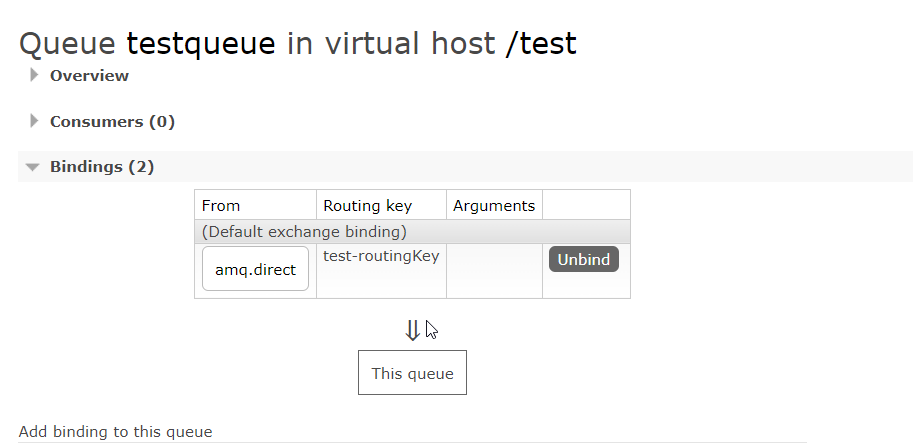 Queue testqueue in virtual host /test
Overview
Consumers (0)
Bindings (2)
From Routing key Arguments
(Default exchange binding)
amq.direct test-routingKey Unbind
⇓
This queue
Add binding to this queue